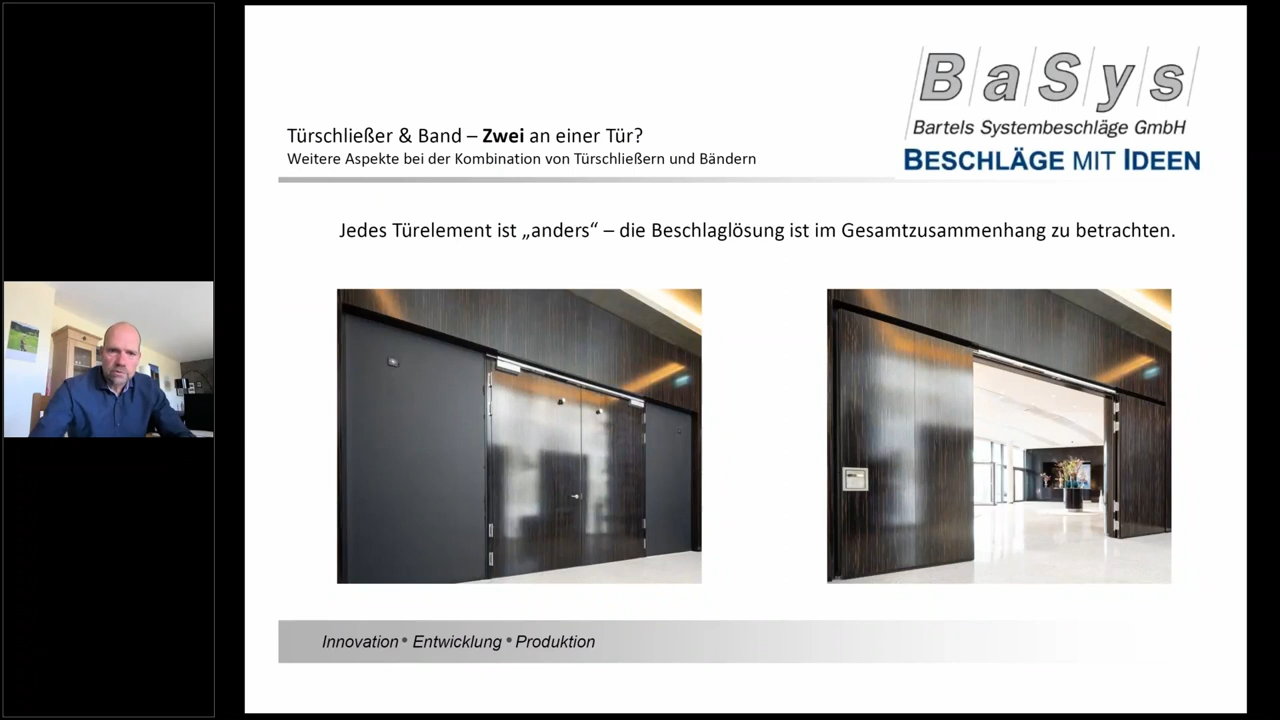 BaSys
Bartels Systembeschläge GmbH
BESCHLÄGE MIT IDEEN
Türschließer & Band – Zwei an einer Tür?
Weitere Aspekte bei der Kombination von Türschließern und Bändern
Jedes Türelement ist „anders“ – die Beschlaglösung ist im Gesamtzusammenhang zu betrachten.
Innovation • Entwicklung • Produktion